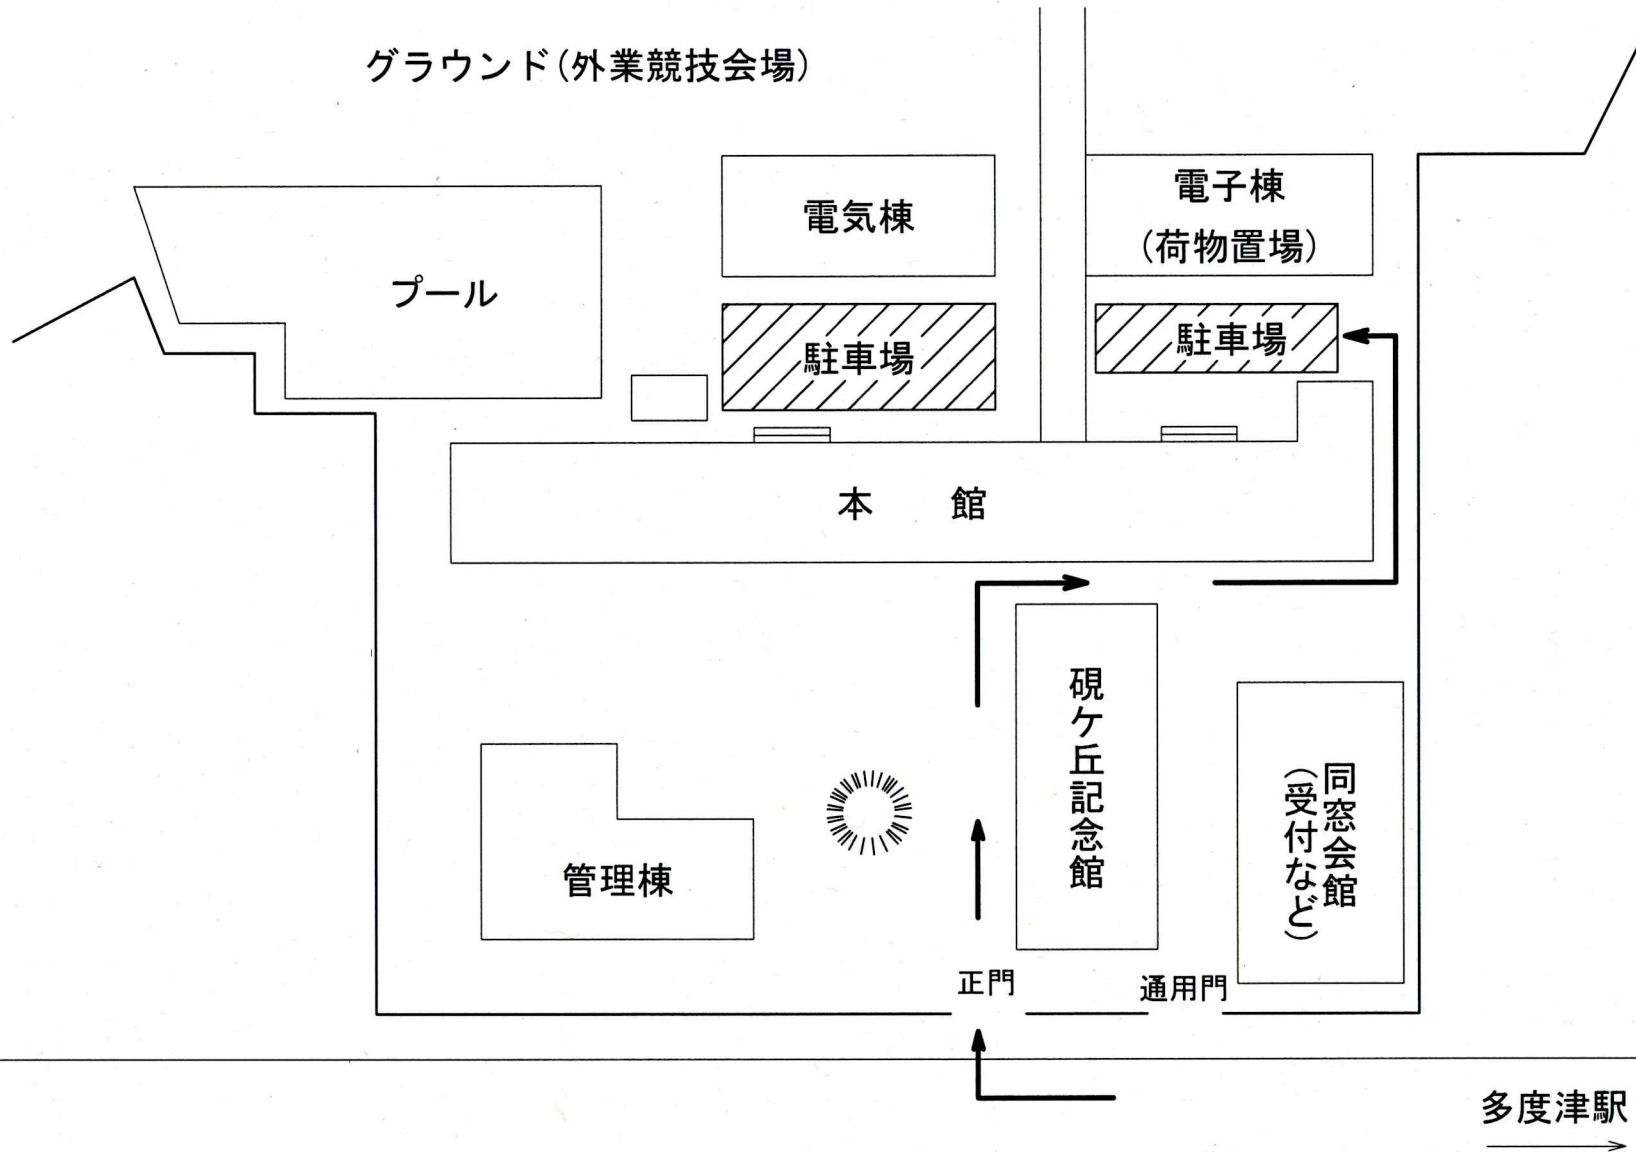 グラウンド(外業競技会場)
電気棟
電子棟
(荷物置場)
プール
駐車場
駐車場
本　館
硯ケ丘記念館
同窓会館
(受付など)
管理棟
正門
通用門
多度津駅